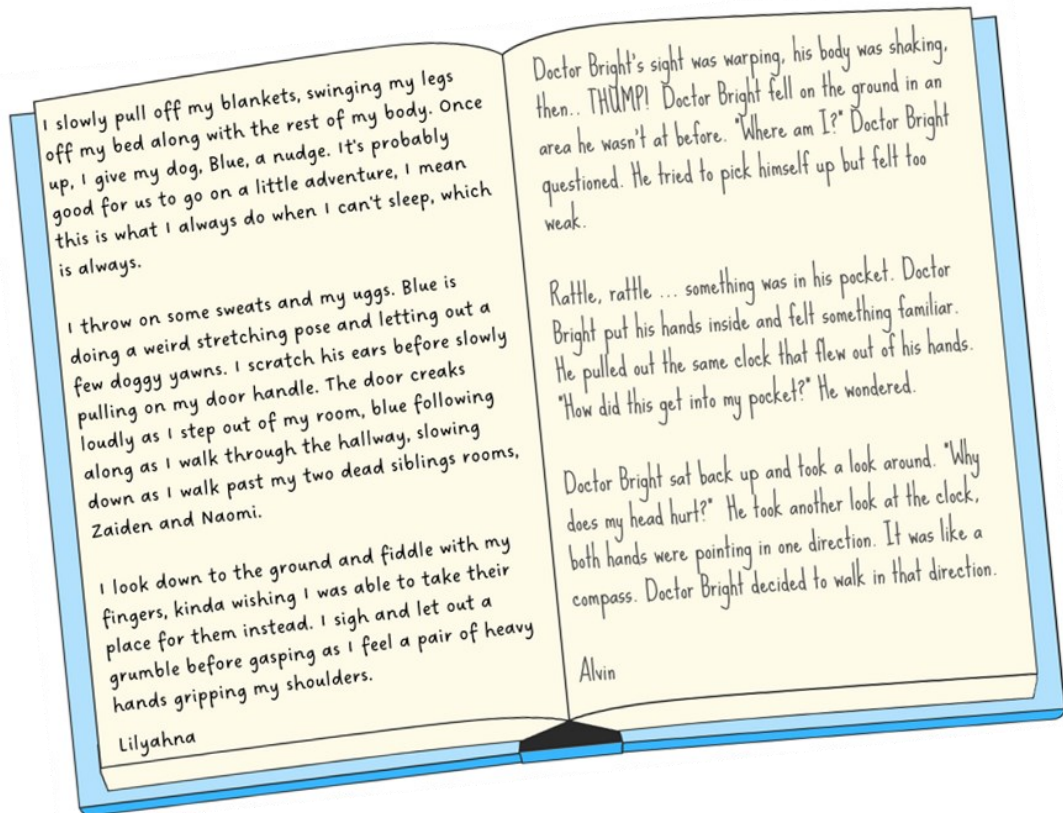 I slowly pull off my blankets, swinging my legs
off my bed along with the rest of my body. Once
up, I give my dog, Blue, a nudge. It's probably
good for us to go on a little adventure, I mean
this is what I always do when I can't sleep, which
is always.
I throw on some sweats and my uggs. Blue is
doing a weird stretching pose and letting out a
few doggy yawns. I scratch his ears before slowly
pulling on my door handle. The door creaks
loudly as I step out of my room, blue following
along as I walk through the hallway, slowing
down as I walk past my two dead siblings rooms,
Zaiden and Naomi.
I look down to the ground and fiddle with my
fingers, kinda wishing I was able to take their
place for them instead. I sigh and let out a
grumble before gasping as I feel a pair of heavy
hands gripping my shoulders.
Lilyahna
Doctor Bright's sight was warping, his body was shaking,
then.. THUMP! Doctor Bright fell on the ground in an
area he wasn't at before. "Where am I?" Doctor Bright
questioned. He tried to pick himself up but felt too
weak.
Rattle, rattle ... something was in his pocket. Doctor
Bright put his hands inside and felt something familiar.
He pulled out the same clock that flew out of his hands.
"How did this get into my pocket?" He wondered.
Doctor Bright sat back up and took a look around. "Why
does my head hurt?" He took another look at the clock,
both hands were pointing in one direction. It was like a
compass. Doctor Bright decided to walk in that direction.
Alvin